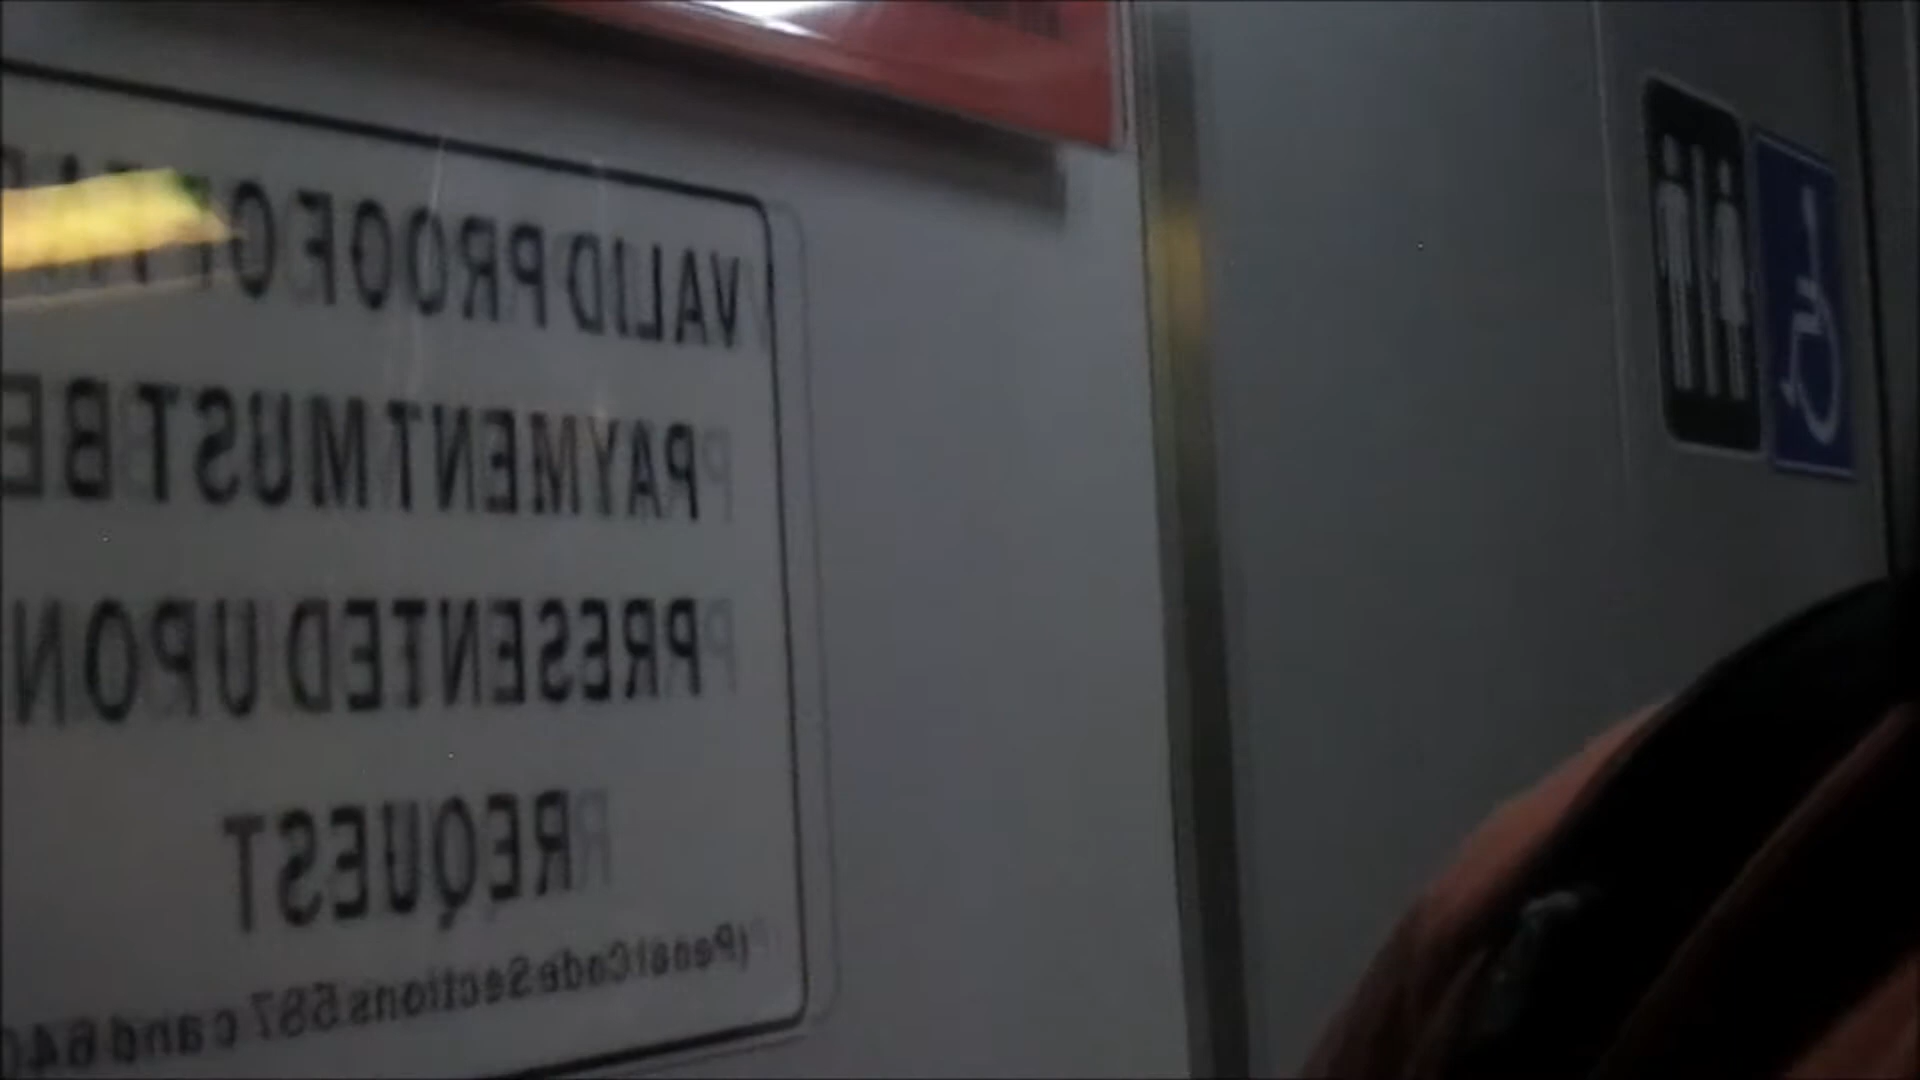 VALID PROOF OF
PAYMENT MUST BE
PRESENTED UPON
REQUEST
(Penal Code Sections 587 c and 640